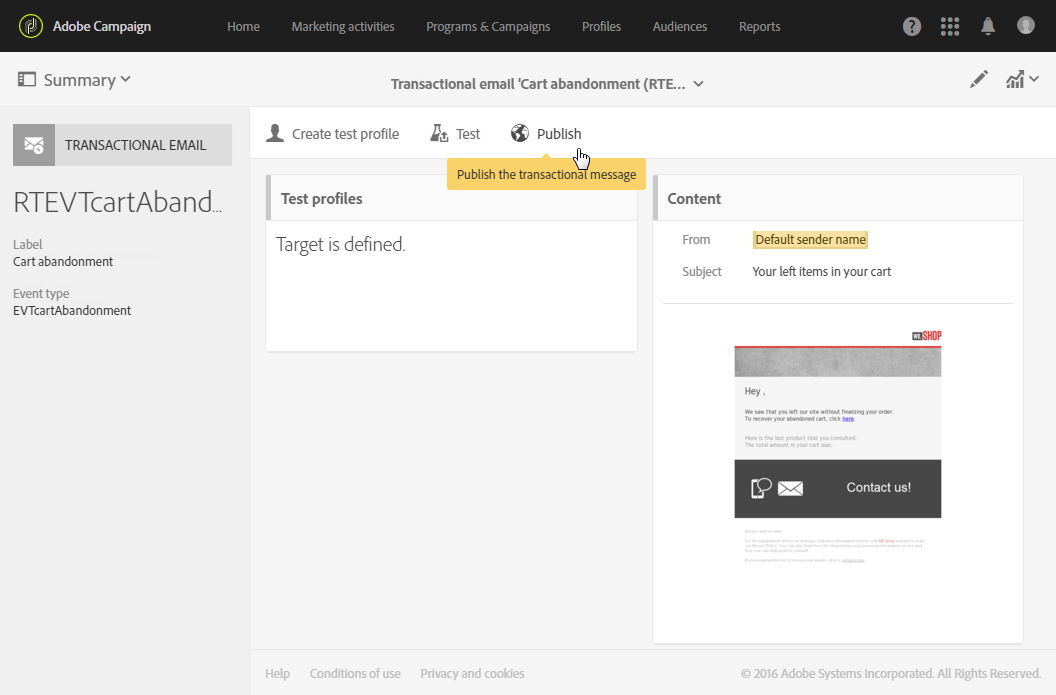 Adobe Campaign
Home
Marketing activities
Programs & Campaigns
Profiles
Audiences
Reports
Summary
Transactional email 'Cart abandonment (RTE...
TRANSACTIONAL EMAIL
RTEVTcartAband...
Label
Cart abandonment
Event type
EVTcartAbandonment
Create test profile
Test
Publish
Publish the transactional message
Test profiles
Target is defined.
Content
From
Default sender name
Subject
Your left items in your cart
WE.SHOP
Hey ,
We saw that you left our site without finalizing your order.
To recover your abandoned cart, click here.
Here is the last product that you consulted
The total amount in your cart was:
Contact us!
Help
Conditions of use
Privacy and cookies
© 2016 Adobe Systems Incorporated. All Rights Reserved.